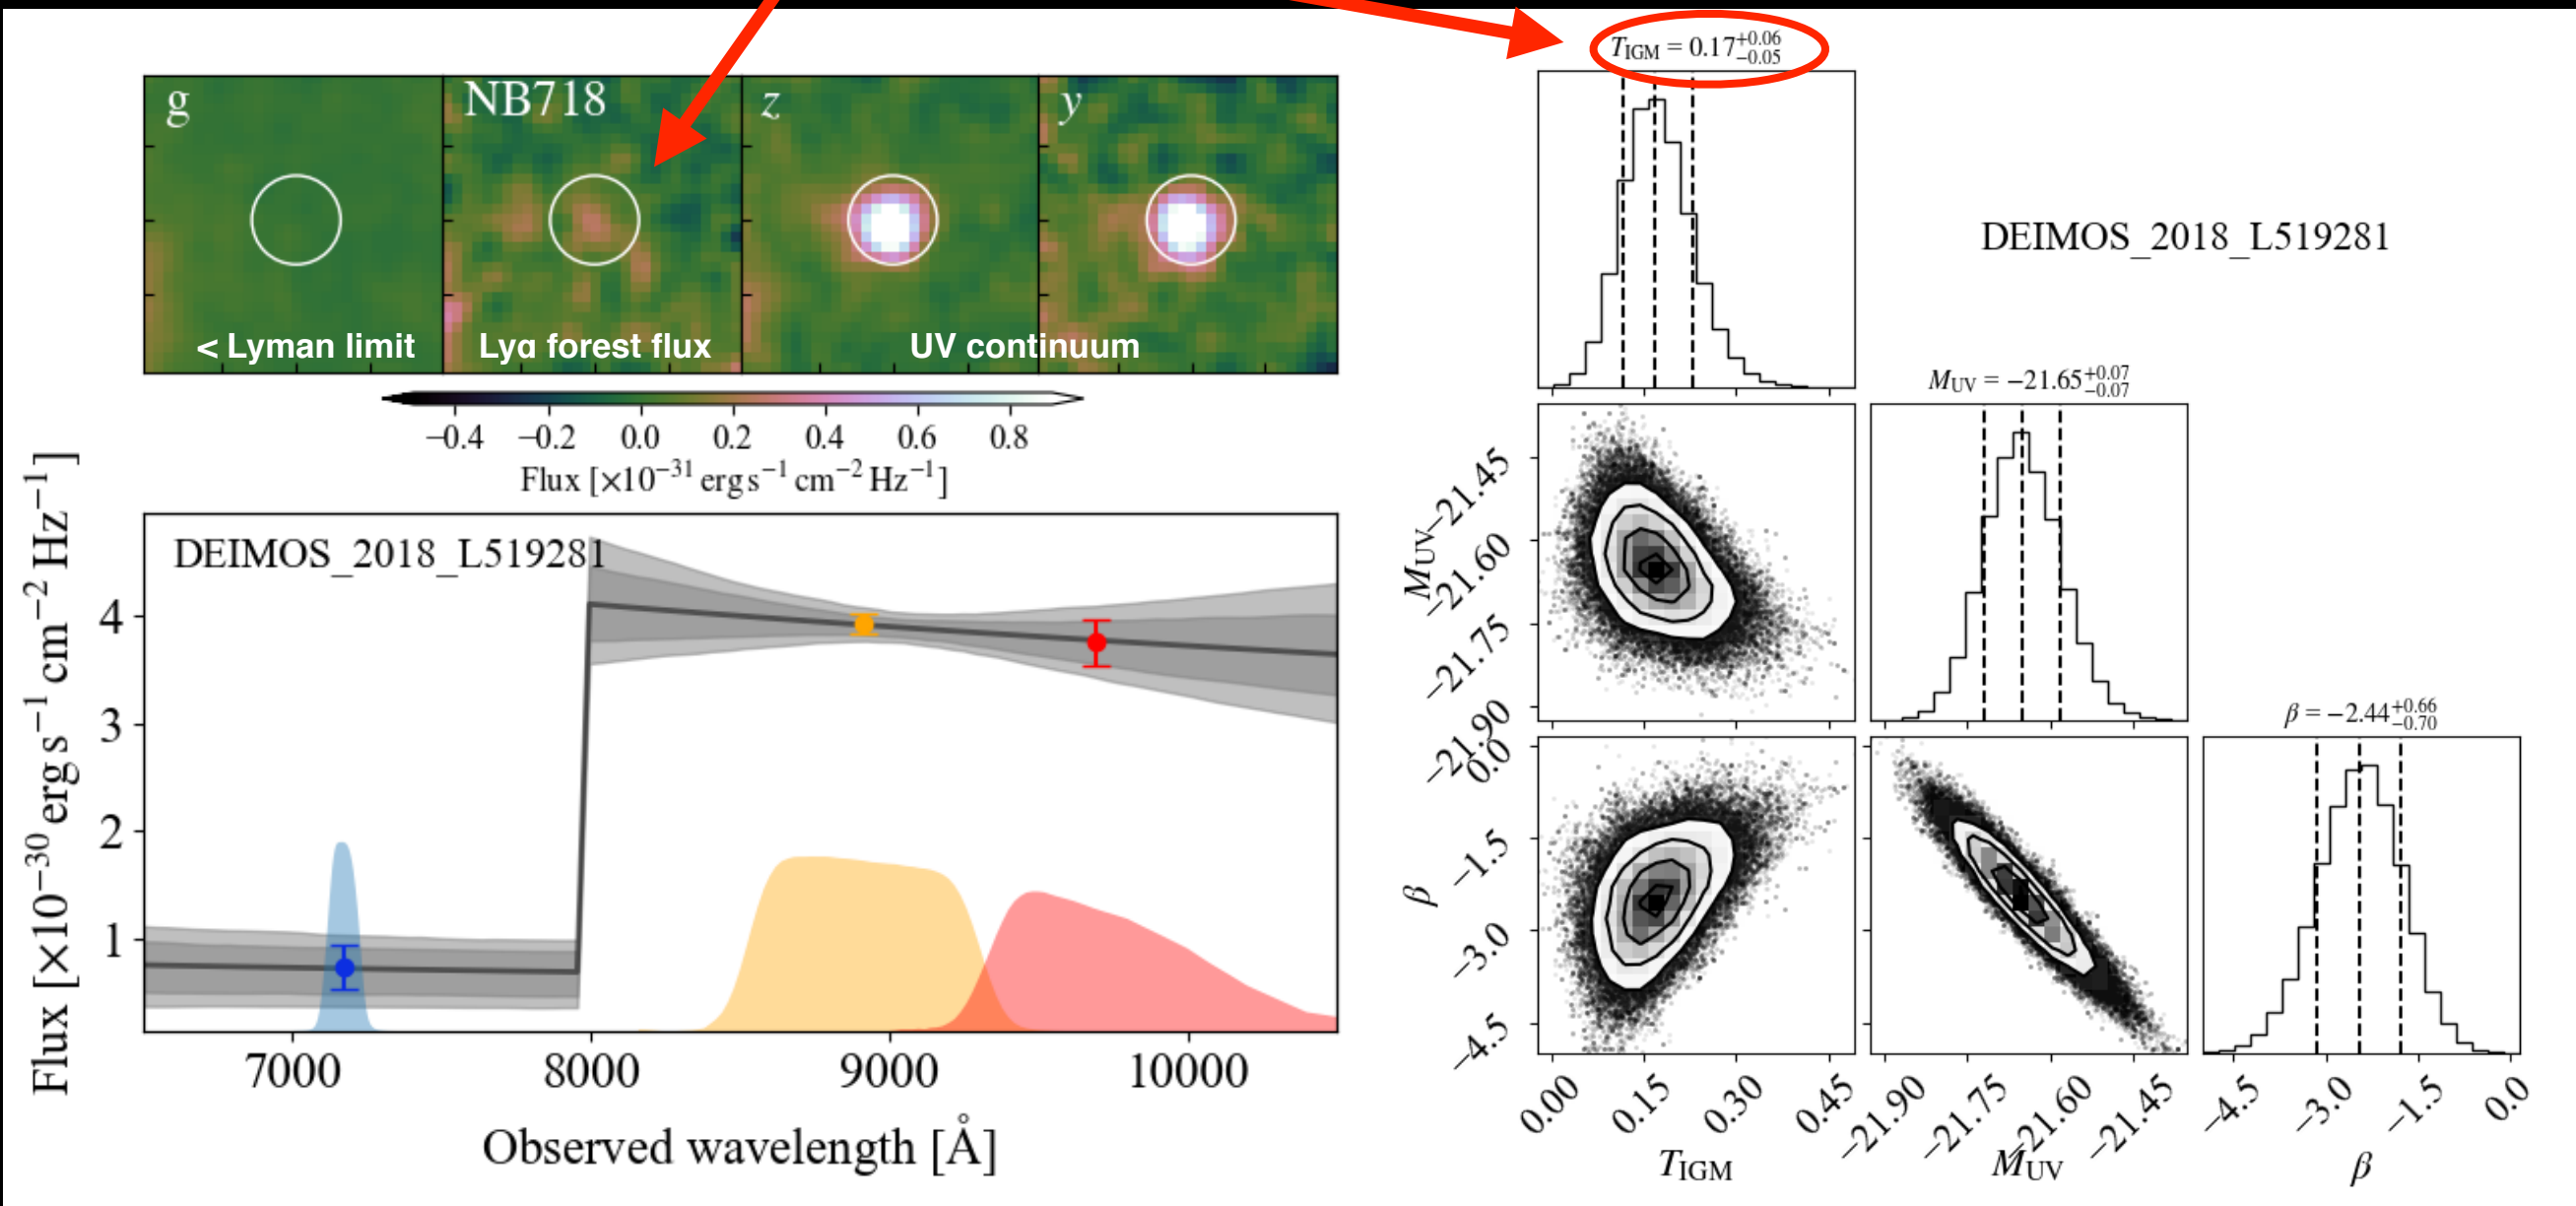 g
NB718
z
y
< Lyman limit
Lyα forest flux
UV continuum
−0.4 −0.2 0.0 0.2 0.4 0.6 0.8
Flux [×10⁻³¹ erg s⁻¹ cm⁻² Hz⁻¹]
DEIMOS_2018_L519281
Flux [×10⁻³⁰ erg s⁻¹ cm⁻² Hz⁻¹]
4
3
2
1
7000 8000 9000 10000
Observed wavelength [Å]
T_IGM = 0.17 +0.06 −0.05
DEIMOS_2018_L519281
M_UV = −21.65 +0.07 −0.07
M_UV
−21.45
−21.60
−21.75
−21.90
β = −2.44 +0.66 −0.70
β
0.0
−1.5
−3.0
−4.5
0.00 0.15 0.30 0.45
T_IGM
−21.90 −21.75 −21.60 −21.45
M_UV
−4.5 −3.0 −1.5 0.0
β